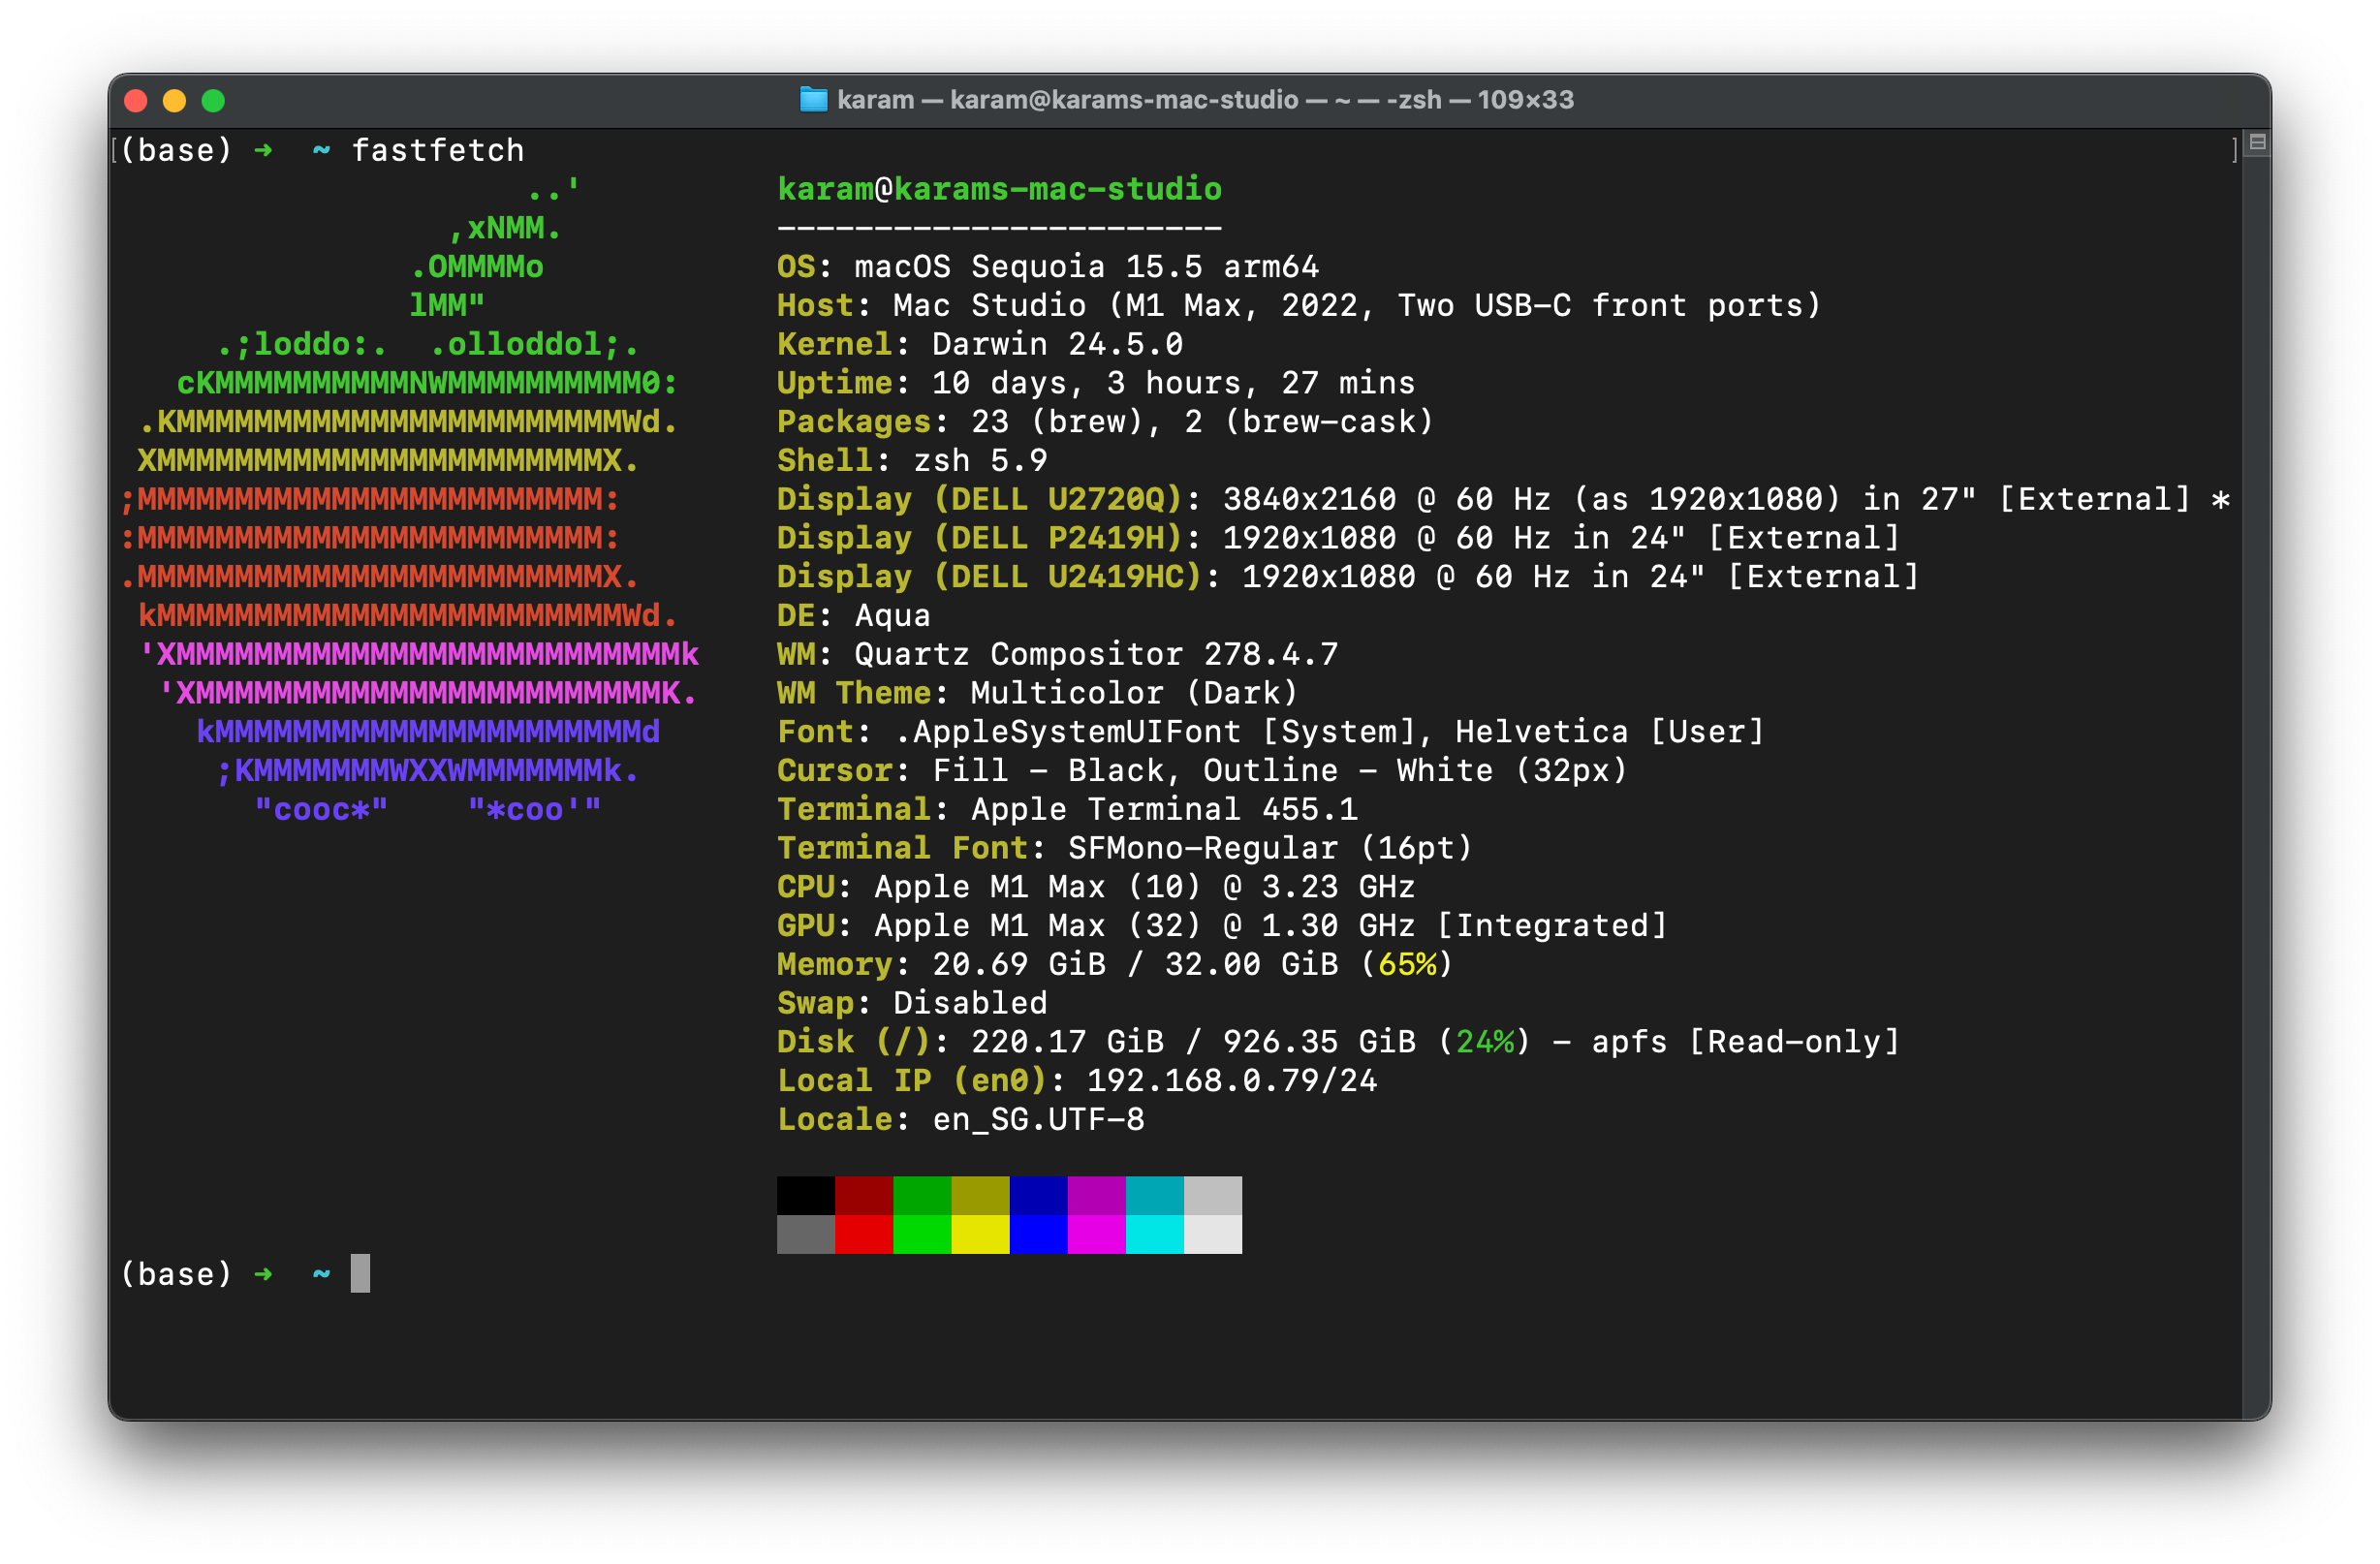 karam — karam@karams-mac-studio — ~ — -zsh — 109×33
[(base) ➜  ~ fastfetch ]
                     ..'
                 ,xNMM.
               .OMMMMo
               lMM"
     .;loddo:.  .olloddol;.
   cKMMMMMMMMMMNWMMMMMMMMMM0:
 .KMMMMMMMMMMMMMMMMMMMMMMMWd.
 XMMMMMMMMMMMMMMMMMMMMMMMX.
;MMMMMMMMMMMMMMMMMMMMMMMM:
:MMMMMMMMMMMMMMMMMMMMMMMM:
.MMMMMMMMMMMMMMMMMMMMMMMMX.
 kMMMMMMMMMMMMMMMMMMMMMMMMWd.
 'XMMMMMMMMMMMMMMMMMMMMMMMMMMk
  'XMMMMMMMMMMMMMMMMMMMMMMMMK.
    kMMMMMMMMMMMMMMMMMMMMMMd
     ;KMMMMMMMWXXWMMMMMMMk.
       "cooc*"    "*coo'"
karam@karams-mac-studio
-----------------------
OS: macOS Sequoia 15.5 arm64
Host: Mac Studio (M1 Max, 2022, Two USB-C front ports)
Kernel: Darwin 24.5.0
Uptime: 10 days, 3 hours, 27 mins
Packages: 23 (brew), 2 (brew-cask)
Shell: zsh 5.9
Display (DELL U2720Q): 3840x2160 @ 60 Hz (as 1920x1080) in 27" [External] *
Display (DELL P2419H): 1920x1080 @ 60 Hz in 24" [External]
Display (DELL U2419HC): 1920x1080 @ 60 Hz in 24" [External]
DE: Aqua
WM: Quartz Compositor 278.4.7
WM Theme: Multicolor (Dark)
Font: .AppleSystemUIFont [System], Helvetica [User]
Cursor: Fill - Black, Outline - White (32px)
Terminal: Apple Terminal 455.1
Terminal Font: SFMono-Regular (16pt)
CPU: Apple M1 Max (10) @ 3.23 GHz
GPU: Apple M1 Max (32) @ 1.30 GHz [Integrated]
Memory: 20.69 GiB / 32.00 GiB (65%)
Swap: Disabled
Disk (/): 220.17 GiB / 926.35 GiB (24%) - apfs [Read-only]
Local IP (en0): 192.168.0.79/24
Locale: en_SG.UTF-8
(base) ➜  ~